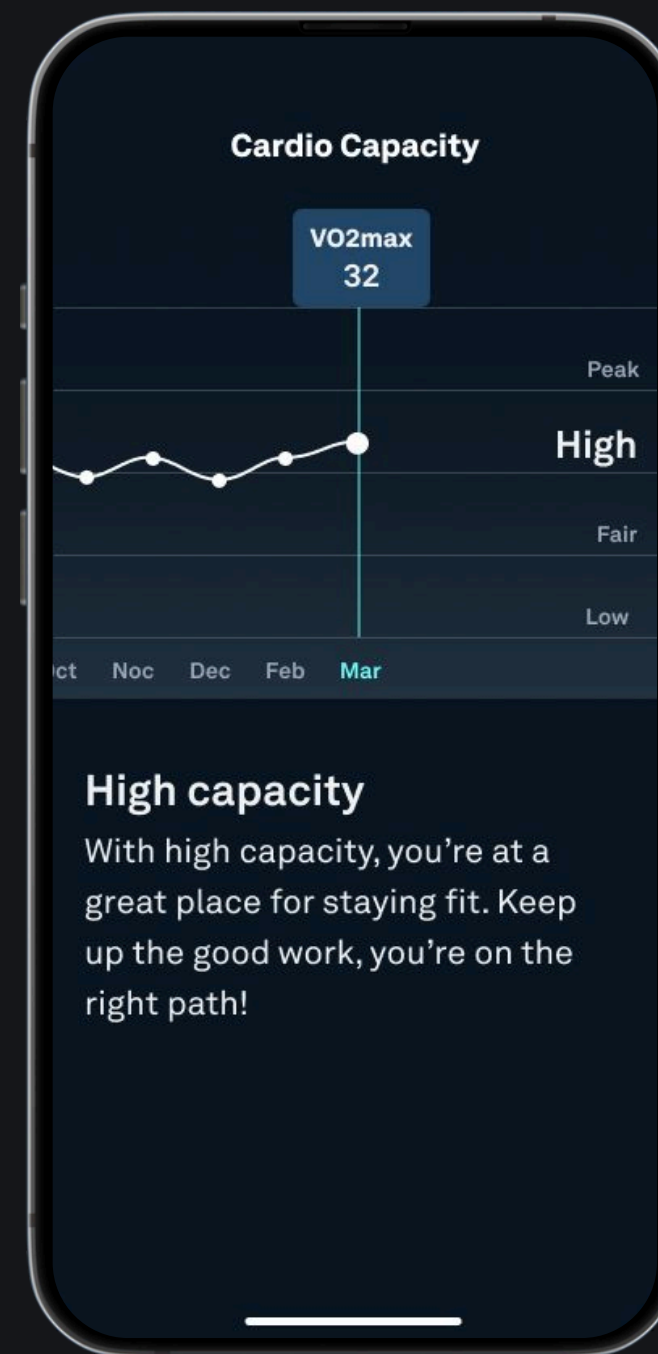 Cardio Capacity
VO2max
32
Peak
High
Fair
Low
ct Noc Dec Feb Mar
High capacity
With high capacity, you’re at a
great place for staying fit. Keep
up the good work, you’re on the
right path!